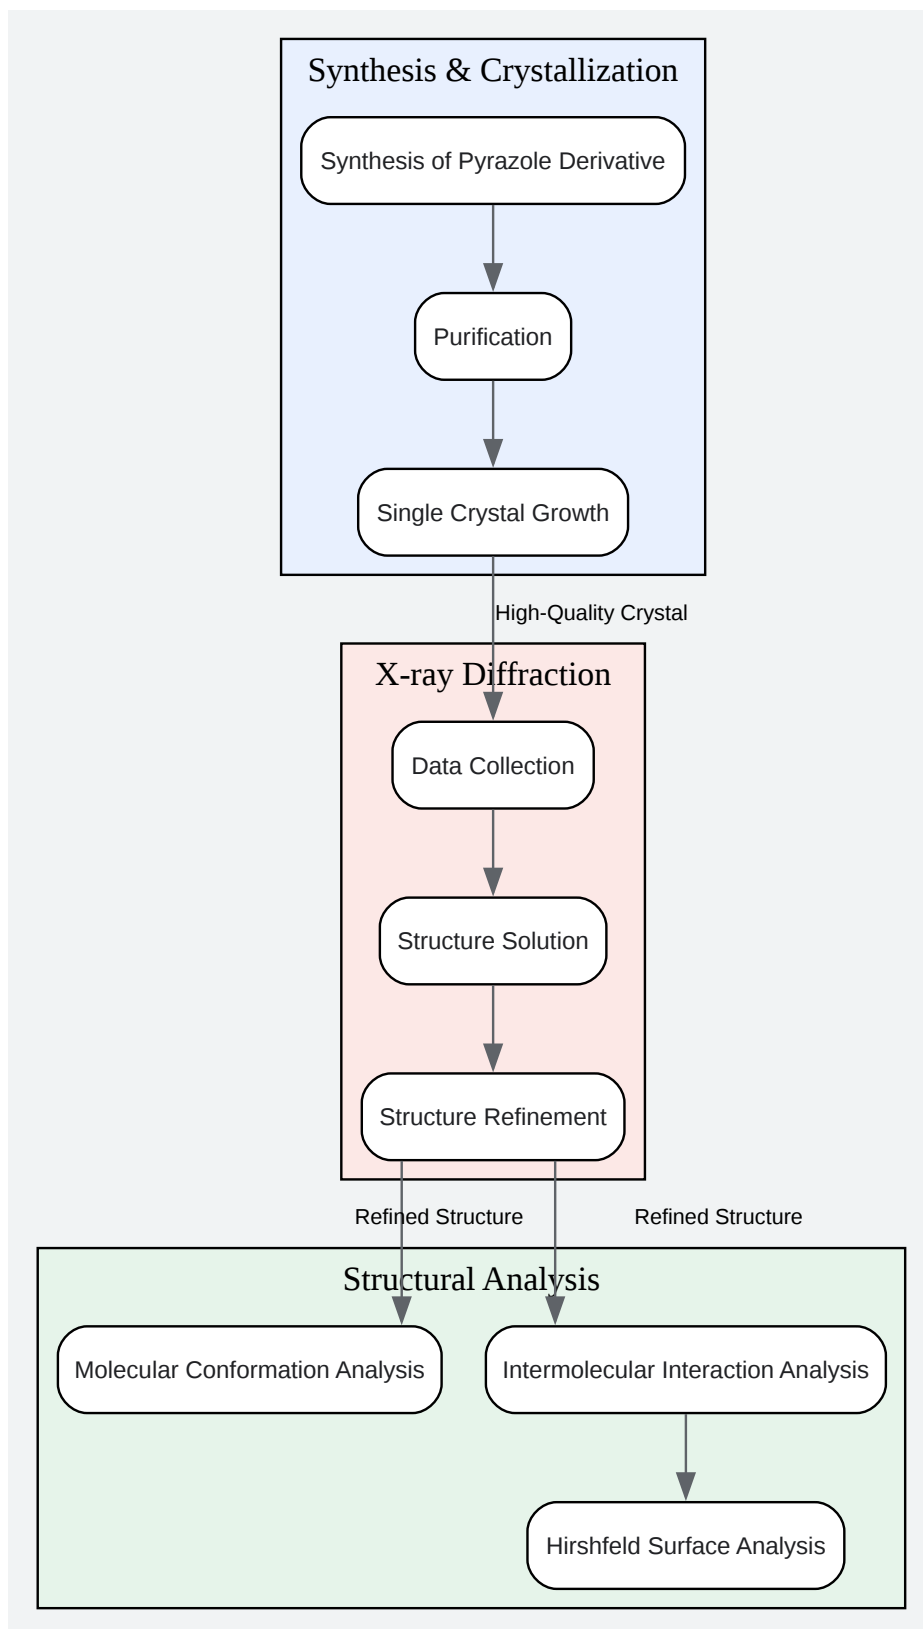 Synthesis & Crystallization
Synthesis of Pyrazole Derivative
Purification
Single Crystal Growth
High-Quality Crystal
X-ray Diffraction
Data Collection
Structure Solution
Structure Refinement
Refined Structure
Refined Structure
Structural Analysis
Molecular Conformation Analysis
Intermolecular Interaction Analysis
Hirshfeld Surface Analysis